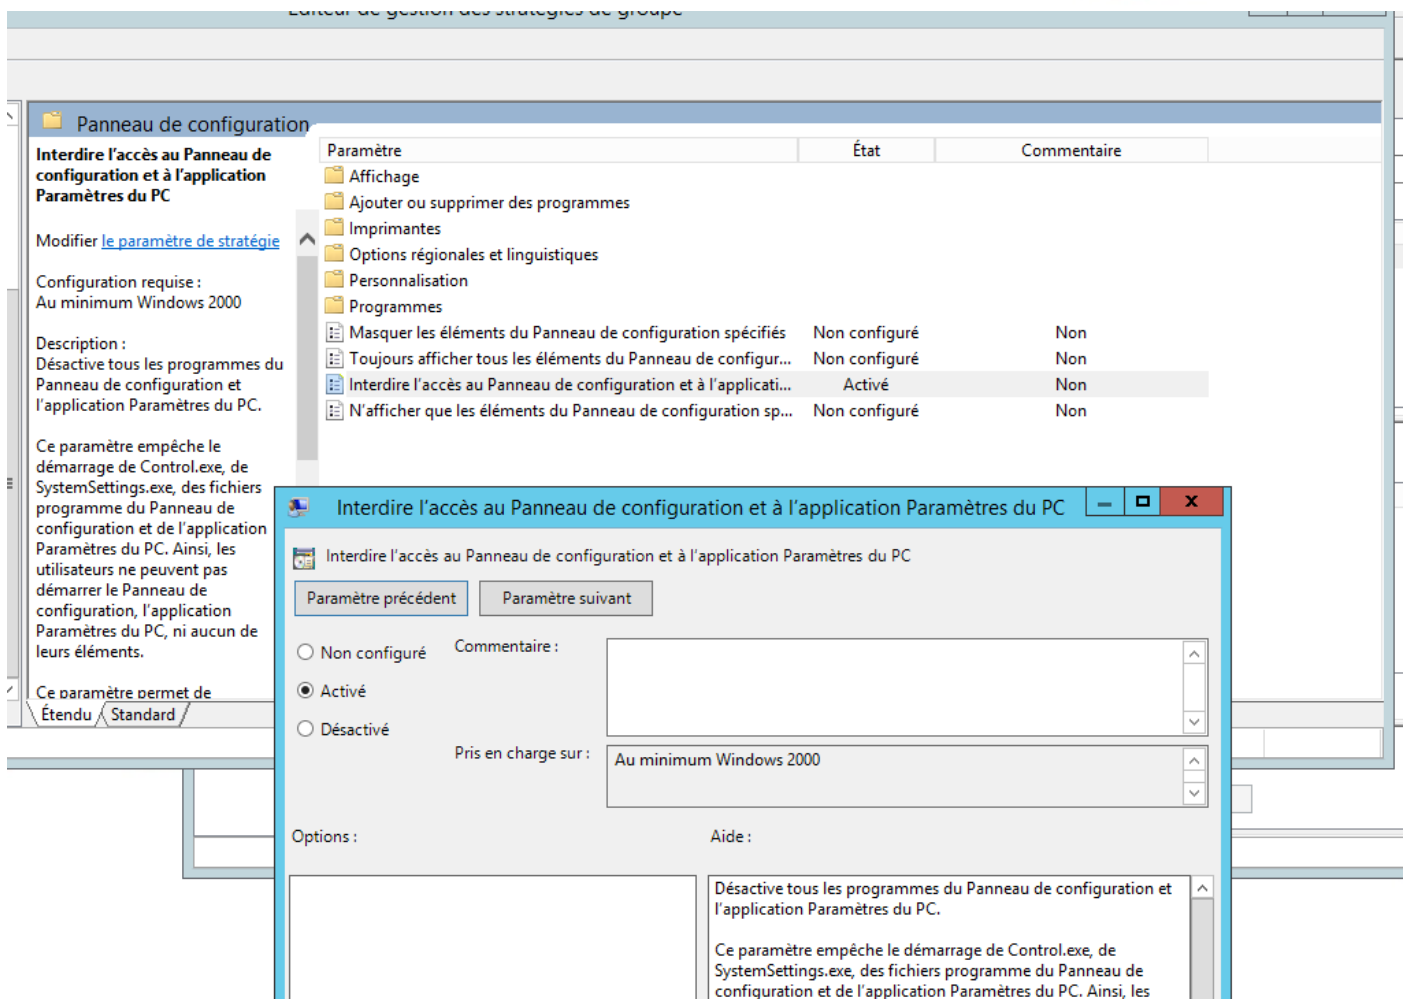 Éditeur de gestion des stratégies de groupe
Panneau de configuration
Interdire l'accès au Panneau de
configuration et à l'application
Paramètres du PC
Modifier le paramètre de stratégie
Configuration requise :
Au minimum Windows 2000
Description :
Désactive tous les programmes du
Panneau de configuration et
l'application Paramètres du PC.
Ce paramètre empêche le
démarrage de Control.exe, de
SystemSettings.exe, des fichiers
programme du Panneau de
configuration et de l'application
Paramètres du PC. Ainsi, les
utilisateurs ne peuvent pas
démarrer le Panneau de
configuration, l'application
Paramètres du PC, ni aucun de
leurs éléments.
Ce paramètre permet de
Étendu Standard
Paramètre État Commentaire
Affichage
Ajouter ou supprimer des programmes
Imprimantes
Options régionales et linguistiques
Personnalisation
Programmes
Masquer les éléments du Panneau de configuration spécifiés Non configuré Non
Toujours afficher tous les éléments du Panneau de configur... Non configuré Non
Interdire l'accès au Panneau de configuration et à l'applicati... Activé Non
N'afficher que les éléments du Panneau de configuration sp... Non configuré Non
Interdire l'accès au Panneau de configuration et à l'application Paramètres du PC
Interdire l'accès au Panneau de configuration et à l'application Paramètres du PC
Paramètre précédent Paramètre suivant
Non configuré
Activé
Désactivé
Commentaire :
Pris en charge sur :
Au minimum Windows 2000
Options :
Aide :
Désactive tous les programmes du Panneau de configuration et
l'application Paramètres du PC.
Ce paramètre empêche le démarrage de Control.exe, de
SystemSettings.exe, des fichiers programme du Panneau de
configuration et de l'application Paramètres du PC. Ainsi, les